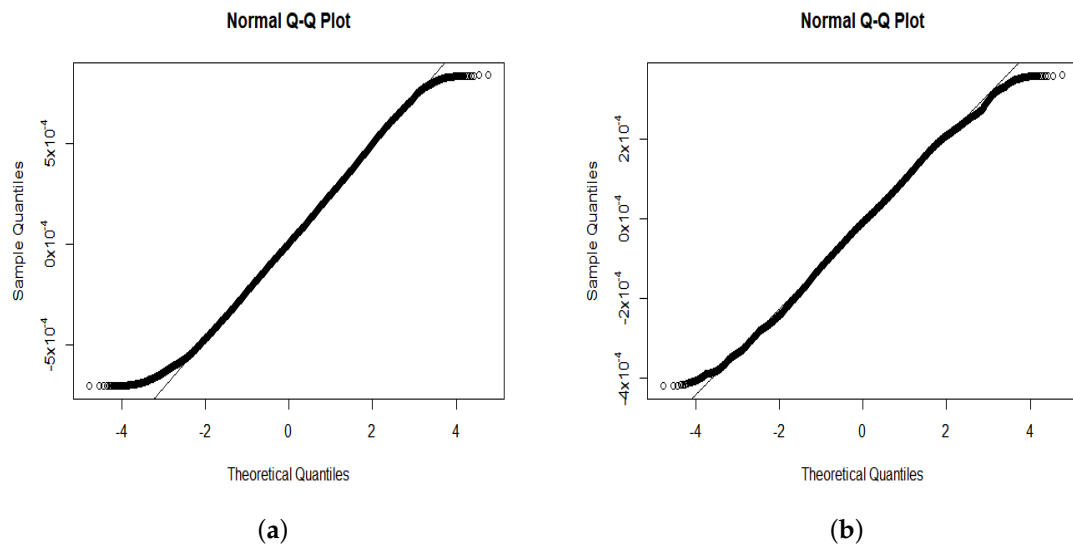 Normal Q-Q Plot
Sample Quantiles
5x10⁻⁴
0x10⁻⁴
-5x10⁻⁴
-4
-2
0
2
4
Theoretical Quantiles
(a)
Normal Q-Q Plot
Sample Quantiles
2x10⁻⁴
0x10⁻⁴
-2x10⁻⁴
-4x10⁻⁴
-4
-2
0
2
4
Theoretical Quantiles
(b)